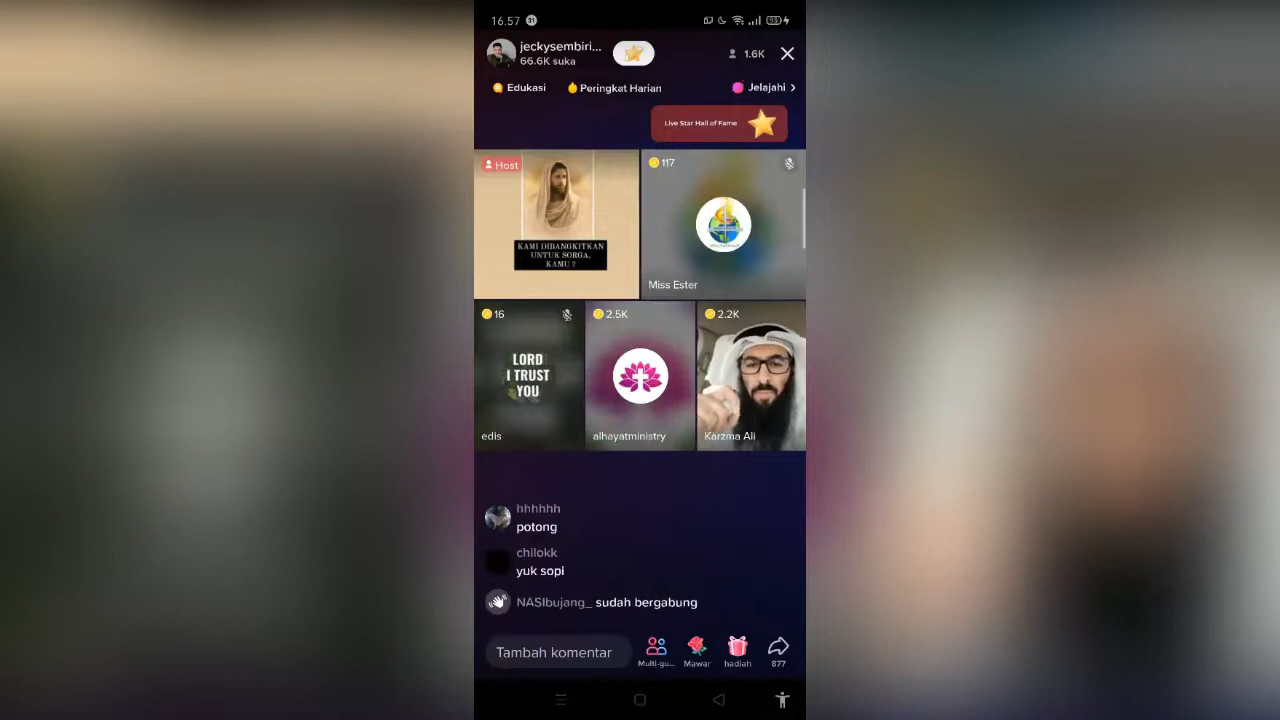 16.57
93
jeckysembiri...
66.6K suka
1.6K
Edukasi
Peringkat Harian
Jelajahi
Live Star Hall of Fame
Host
KAMI DIBANGKITKAN
UNTUK SORGA,
KAMU ?
117
Miss Ester
16
LORD
I TRUST
YOU
edis
2.5K
alhayatministry
2.2K
Karzma Ali
hhhhhh
potong
chilokk
yuk sopi
NASIbujang_ sudah bergabung
Tambah komentar
Multi-gu...
Mawar
hadiah
877